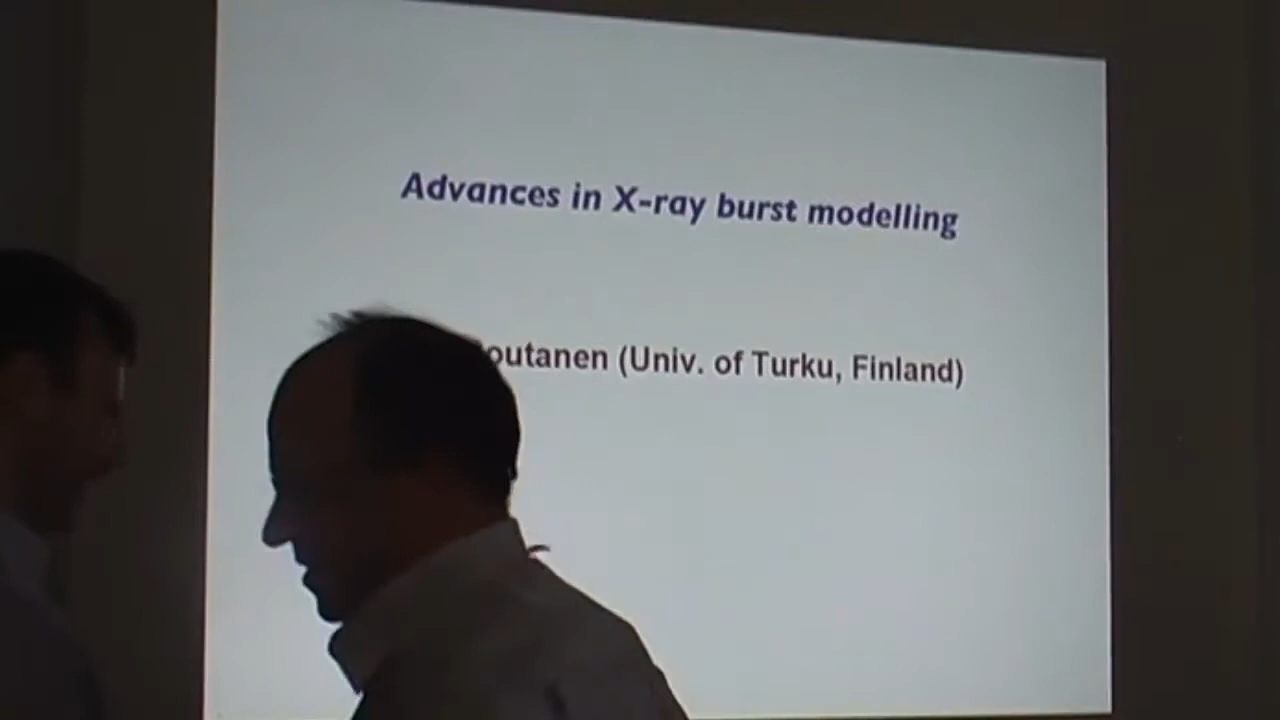 Advances in X-ray burst modelling
outanen (Univ. of Turku, Finland)